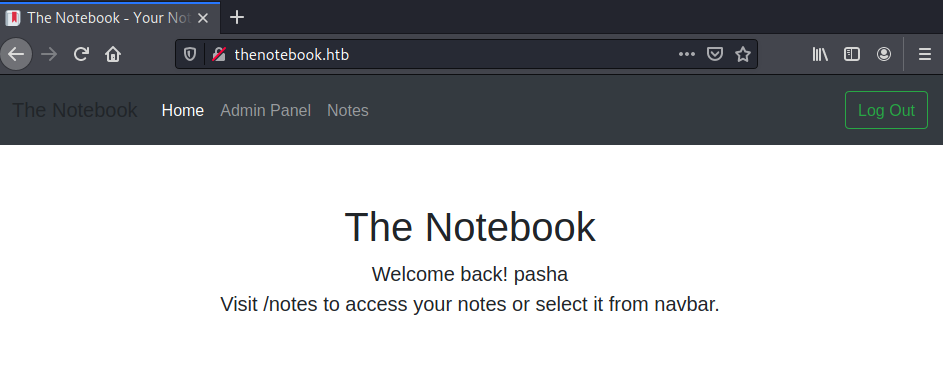 The Notebook - Your Not
thenotebook.htb
The Notebook Home Admin Panel Notes Log Out
The Notebook
Welcome back! pasha
Visit /notes to access your notes or select it from navbar.